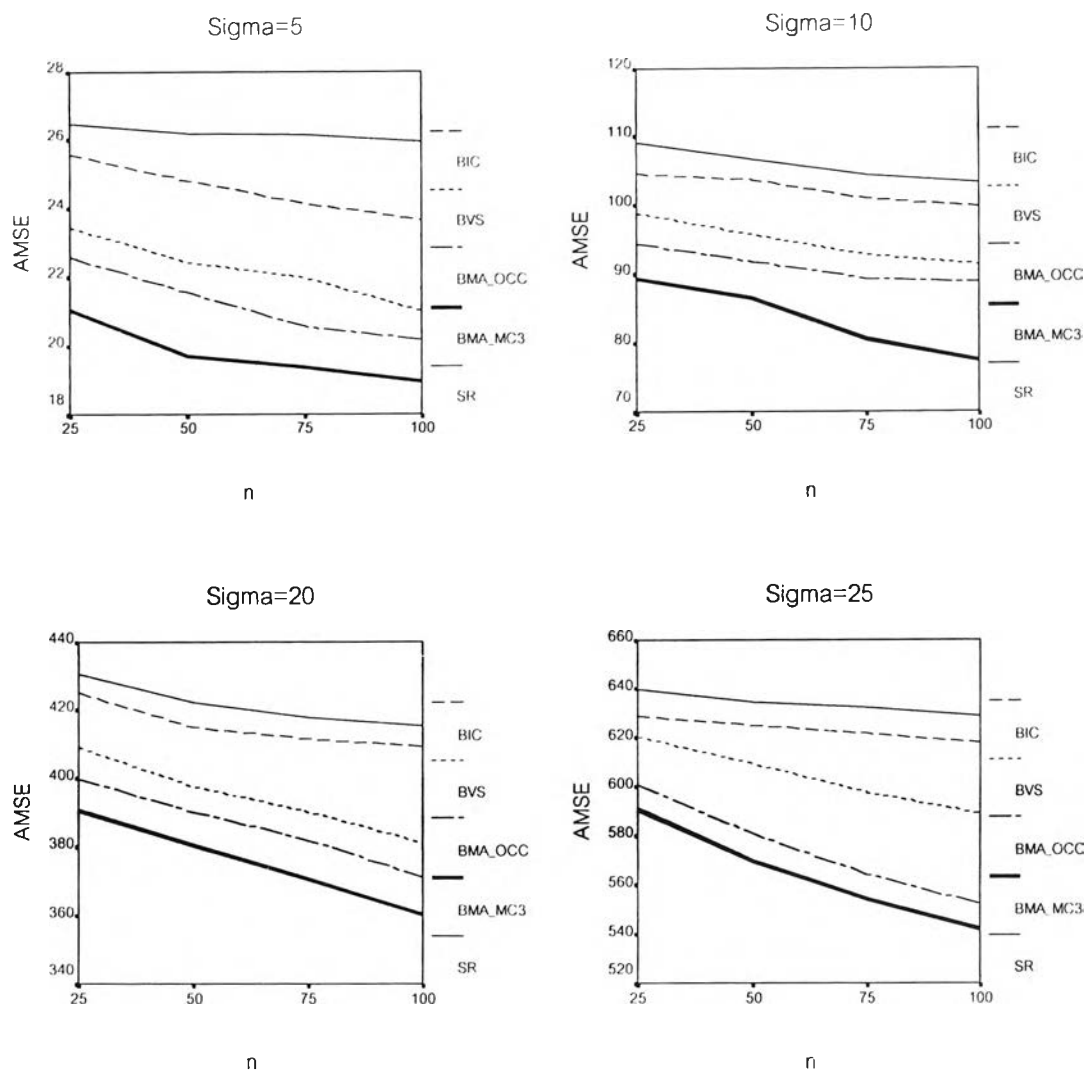 Sigma=5
AMSE
28
26
24
22
20
18
25
50
75
100
n
BIC
BVS
BMA_OCC
BMA_MC3
SR
Sigma=10
AMSE
120
110
100
90
80
70
25
50
75
100
n
BIC
BVS
BMA_OCC
BMA_MC3
SR
Sigma=20
AMSE
440
420
400
380
360
340
25
50
75
100
n
BIC
BVS
BMA_OCC
BMA_MC3
SR
Sigma=25
AMSE
660
640
620
600
580
560
540
520
25
50
75
100
n
BIC
BVS
BMA_OCC
BMA_MC3
SR